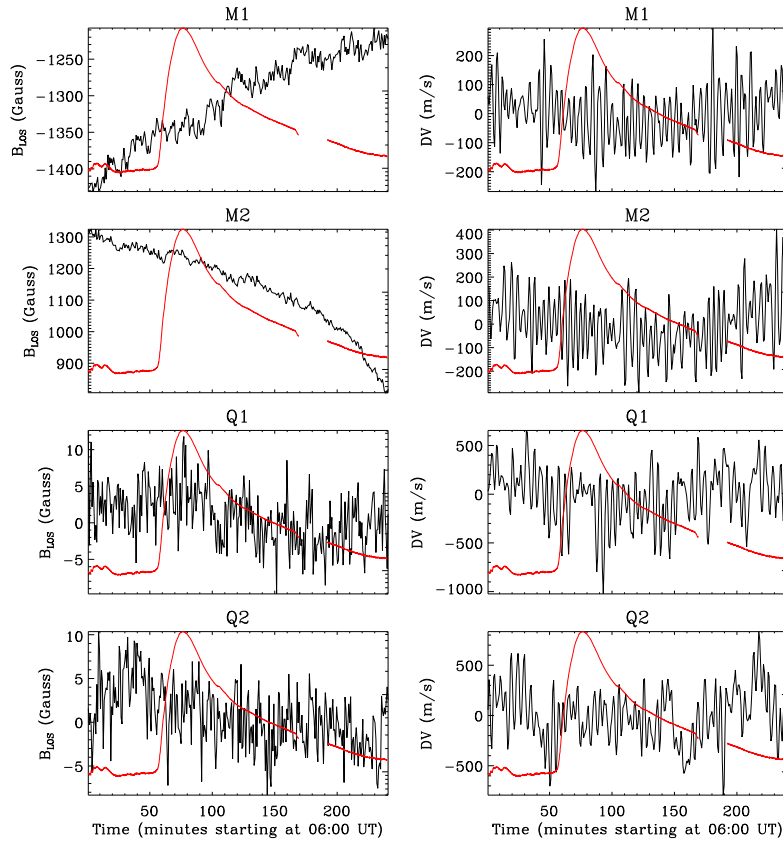 M1
B_LOS (Gauss)
−1250
−1300
−1350
−1400
M1
DV (m/s)
200
100
0
−100
−200
M2
B_LOS (Gauss)
1300
1200
1100
1000
900
M2
DV (m/s)
400
300
200
100
0
−100
−200
Q1
B_LOS (Gauss)
10
5
0
−5
Q1
DV (m/s)
500
0
−500
−1000
Q2
B_LOS (Gauss)
10
5
0
−5
50 100 150 200
Time (minutes starting at 06:00 UT)
Q2
DV (m/s)
500
0
−500
50 100 150 200
Time (minutes starting at 06:00 UT)